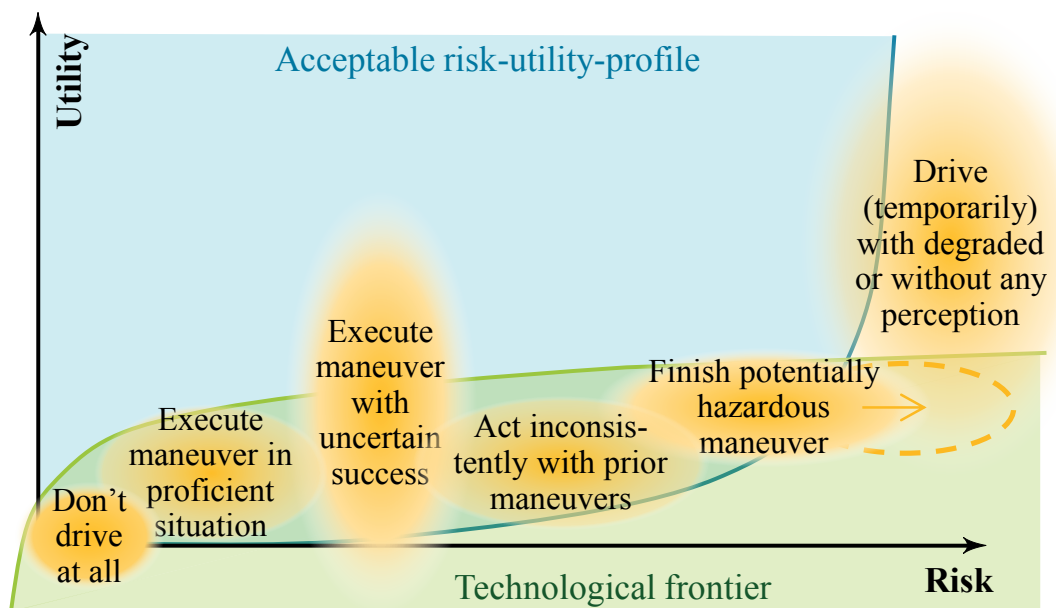 Utility
Acceptable risk-utility-profile
Drive
(temporarily)
with degraded
or without any
perception
Execute
maneuver
with
uncertain
success
Finish potentially
hazardous
maneuver
Execute
maneuver in
proficient
situation
Act inconsis-
tently with prior
maneuvers
Don't
drive
at all
Technological frontier
Risk